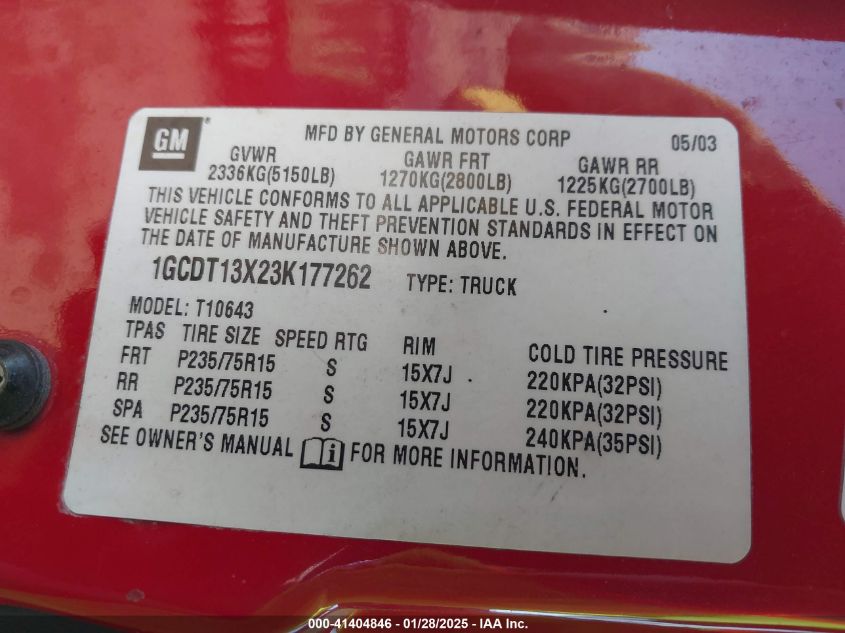 GM
MFD BY GENERAL MOTORS CORP 05/03
GVWR GAWR FRT GAWR RR
2336KG(5150LB) 1270KG(2800LB) 1225KG(2700LB)
THIS VEHICLE CONFORMS TO ALL APPLICABLE U.S. FEDERAL MOTOR
VEHICLE SAFETY AND THEFT PREVENTION STANDARDS IN EFFECT ON
THE DATE OF MANUFACTURE SHOWN ABOVE.
1GCDT13X23K177262 TYPE: TRUCK
MODEL: T10643
TPAS TIRE SIZE SPEED RTG RIM COLD TIRE PRESSURE
FRT P235/75R15 S 15X7J 220KPA(32PSI)
RR P235/75R15 S 15X7J 220KPA(32PSI)
SPA P235/75R15 S 15X7J 240KPA(35PSI)
SEE OWNER'S MANUAL i FOR MORE INFORMATION.
000-41404846 / 01/28/2025 - IAA Inc.